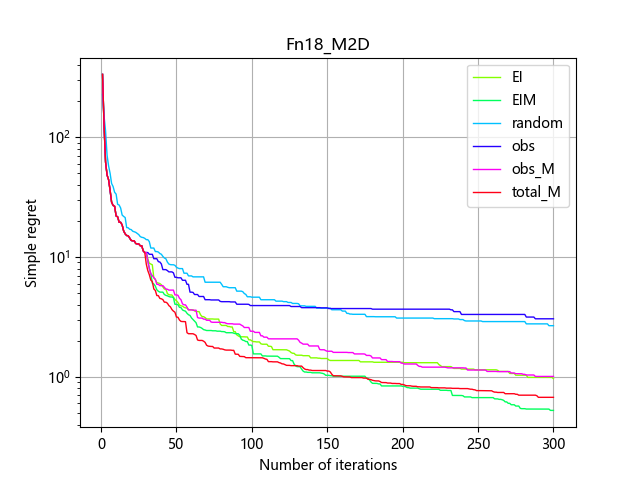 Fn18_M2D
Simple regret
10²
10¹
10⁰
0
50
100
150
200
250
300
Number of iterations
EI
EIM
random
obs
obs_M
total_M